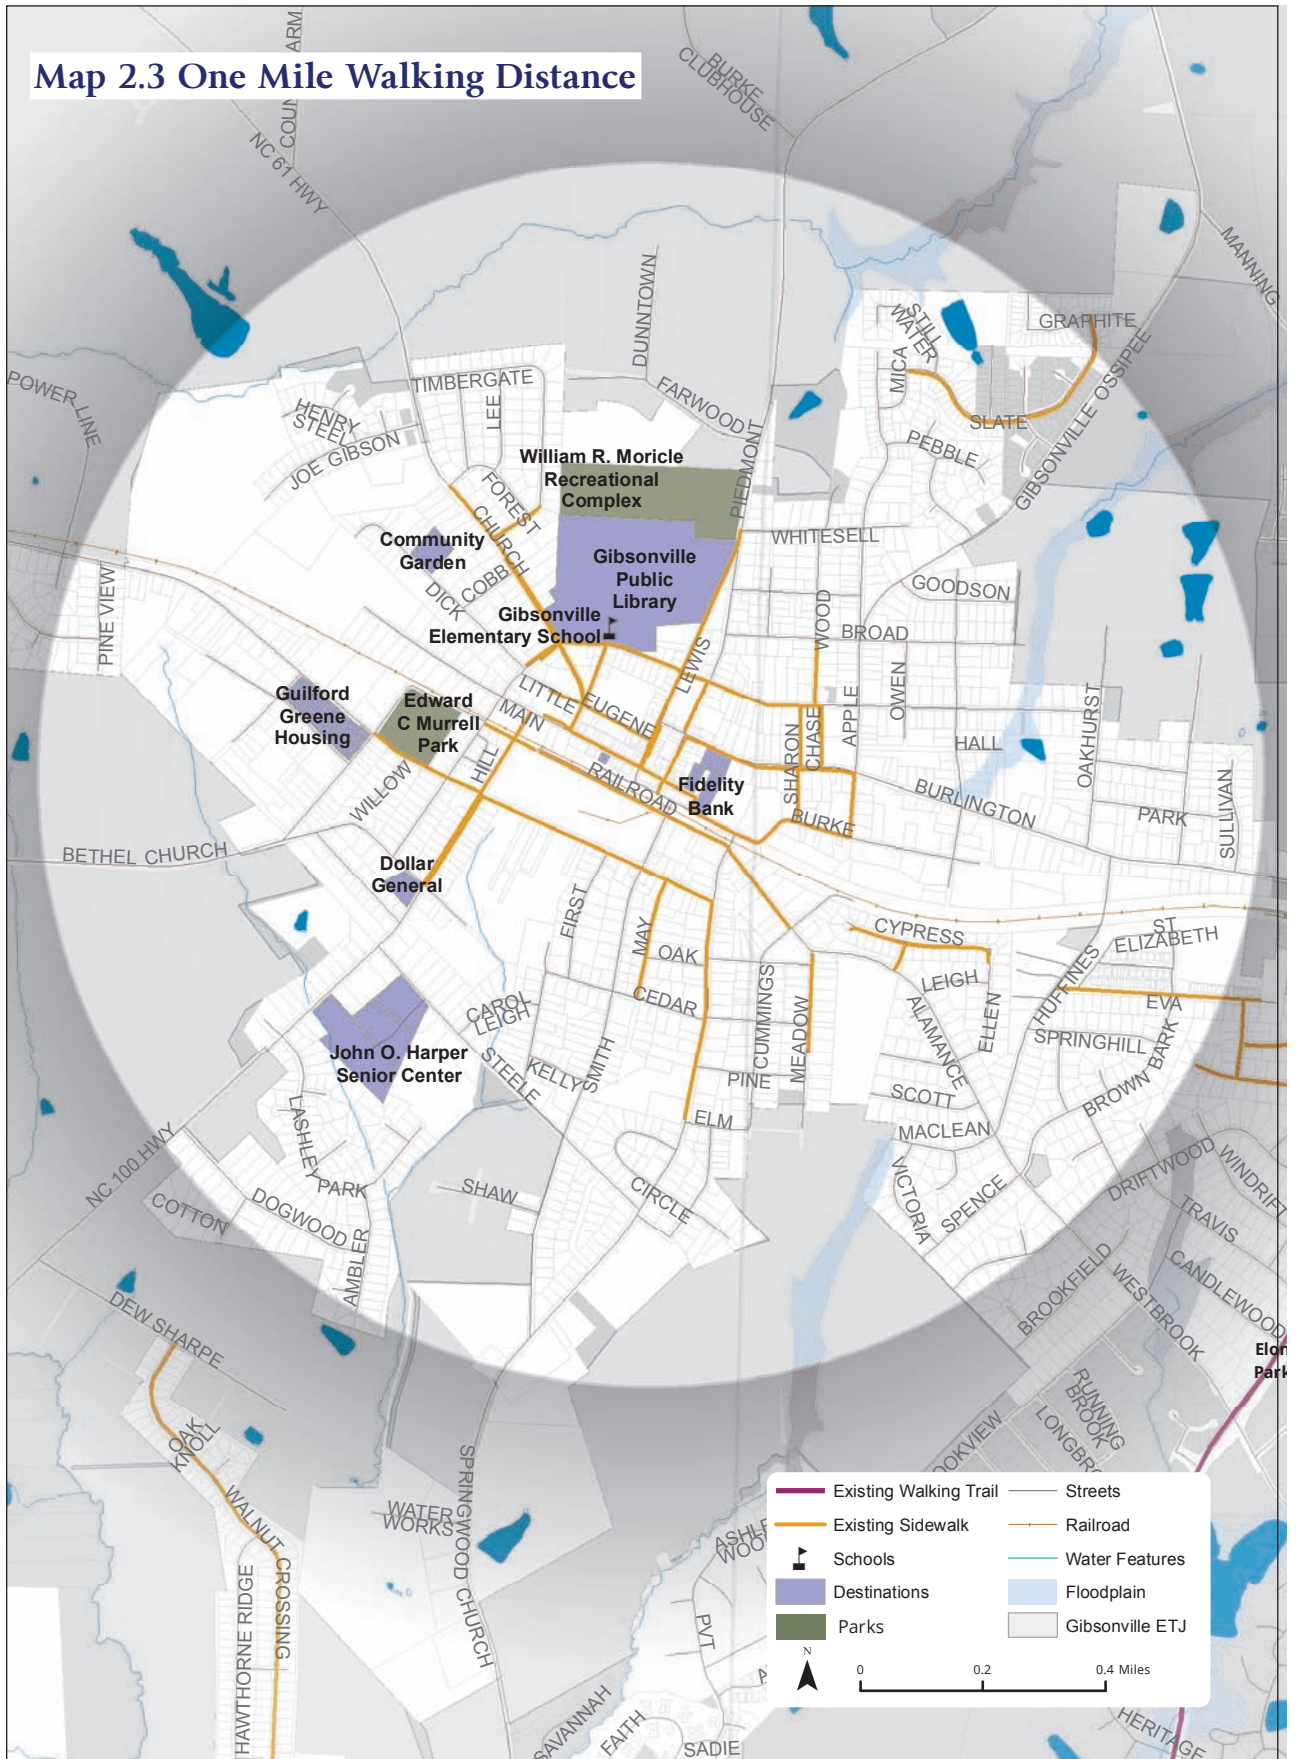 Map 2.3 One Mile Walking Distance
BURKE
CLUBHOUSE
NC 61 HWY
MANNING
DUNNTOWN
STILL
WATER
GRAPHITE
MICA
TIMBERGATE
LEE
FARWOOD
POWER LINE
HENRY
STEEL
JOE GIBSON
SLATE
PEBBLE
GIBSONVILLE OSSIPEE
PIEDMONT
William R. Moricle
Recreational
Complex
FOREST
CHURCH
WHITESELL
Community
Garden
Gibsonville
Public
Library
COBB
DICK
GOODSON
PINE VIEW
Gibsonville
Elementary School
WOOD
BROAD
LEWIS
OWEN
Guilford
Greene
Housing
Edward
C Murrell
Park
LITTLE
EUGENE
MAIN
SHARON
CHASE
APPLE
HALL
OAKHURST
HILL
RAILROAD
Fidelity
Bank
WILLOW
BURLINGTON
PARK
SULLIVAN
BURKE
BETHEL CHURCH
Dollar
General
FIRST
MAY
OAK
CYPRESS
ST
ELIZABETH
CEDAR
LEIGH
HUFFINES
EVA
CAROL
LEIGH
CUMMINGS
MEADOW
ALAMANCE
ELLEN
SPRINGHILL
BROWN BARK
John O. Harper
Senior Center
STEELE
KELLY
SMITH
PINE
SCOTT
ELM
MACLEAN
LASHLEY
NC 100 HWY
PARK
SHAW
CIRCLE
VICTORIA
SPENCE
DRIFTWOOD
WINDRIFT
COTTON
DOGWOOD
AMBLER
TRAVIS
BROOKFIELD
WESTBROOK
CANDLEWOOD
DEW SHARPE
RUNNING
BROOK
OAK
KNOLL
WALNUT CROSSING
HAWTHORNE RIDGE
WATER
WORKS
SPRINGWOOD CHURCH
PVT
SAVANNAH
FAITH
SADIE
HERITAGE
Existing Walking Trail
Existing Sidewalk
Schools
Destinations
Parks
Streets
Railroad
Water Features
Floodplain
Gibsonville ETJ
N
0 0.2 0.4 Miles